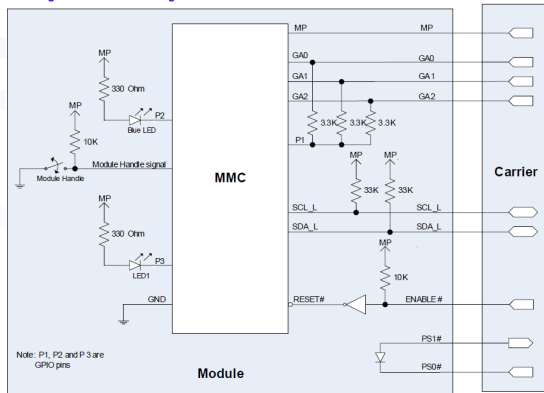 MP
MP
MP
MP
GA0
GA0
330 Ohm
GA1
GA1
P2
GA2
GA2
MP
Blue LED
3.3K
3.3K
3.3K
10K
P1
MP
MP
Module Handle signal
MMC
Carrier
Module Handle
33K
33K
MP
SCL_L
SCL_L
330 Ohm
SDA_L
SDA_L
MP
P3
10K
LED1
GND
RESET#
ENABLE#
PS1#
Note: P1, P2 and P3 are
GPIO pins
PS0#
Module